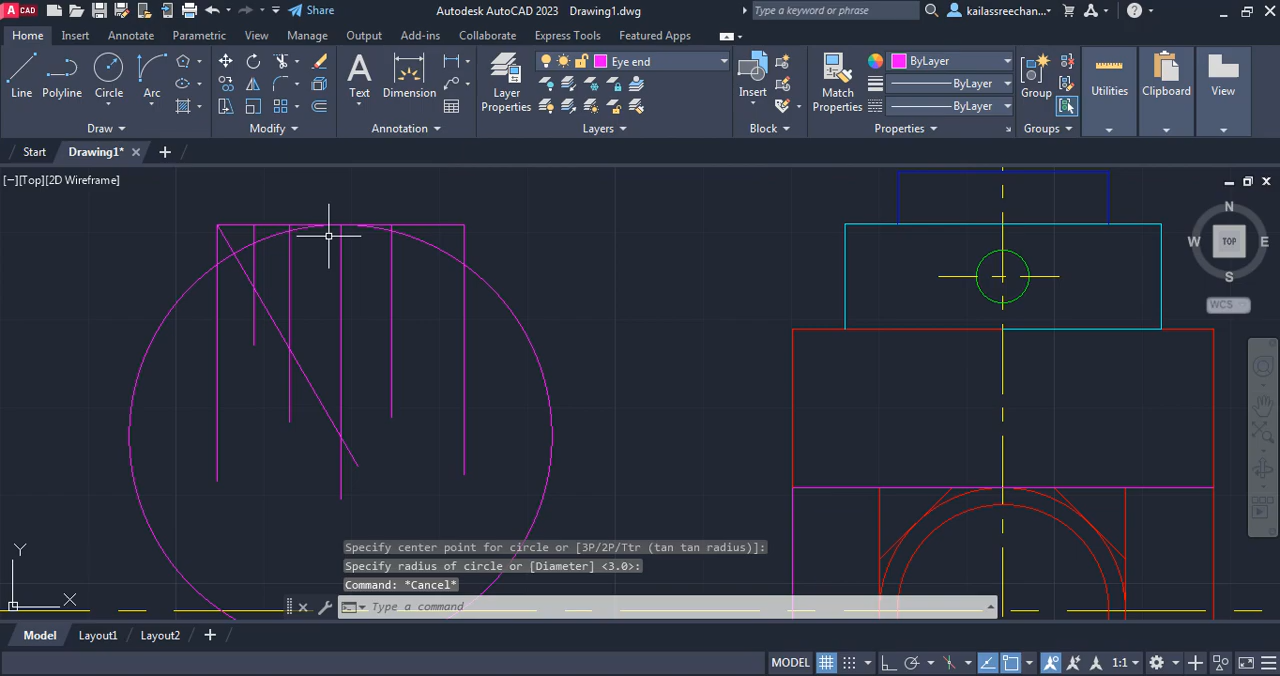 CAD
Share
Autodesk AutoCAD 2023 Drawing1.dwg
Type a keyword or phrase
kailassreechan...
Home Insert Annotate Parametric View Manage Output Add-ins Collaborate Express Tools Featured Apps
Line
Polyline
Circle
Arc
Text
Dimension
Layer
Properties
Eye end
Insert
Match
Properties
ByLayer
ByLayer
ByLayer
Group
Utilities
Clipboard
View
Draw
Modify
Annotation
Layers
Block
Properties
Groups
Start
Drawing1*
[−][Top][2D Wireframe]
N
W TOP E
S
WCS
Y
X
Specify center point for circle or [3P/2P/Ttr (tan tan radius)]:
Specify radius of circle or [Diameter] <3.0>:
Command: *Cancel*
Type a command
Model Layout1 Layout2
MODEL
1:1